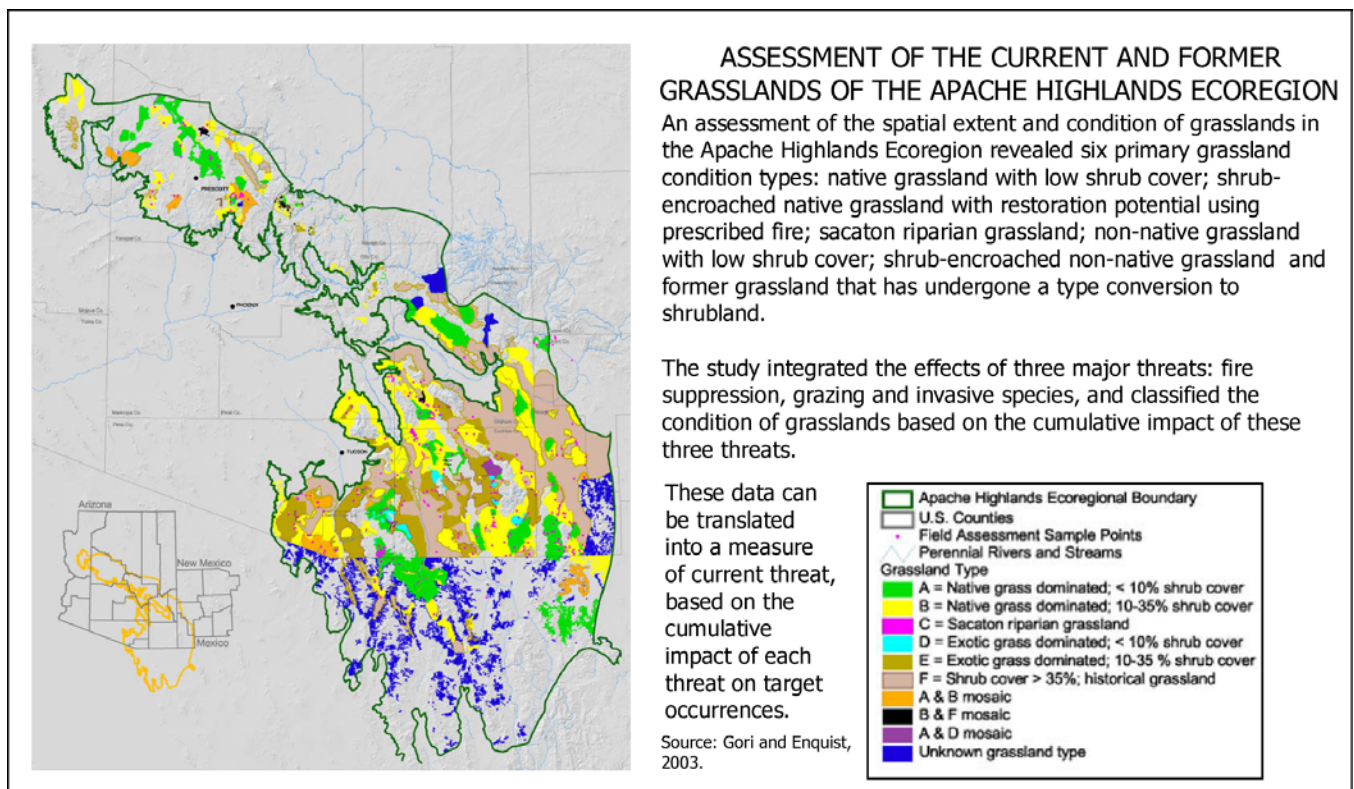 ASSESSMENT OF THE CURRENT AND FORMER
GRASSLANDS OF THE APACHE HIGHLANDS ECOREGION
An assessment of the spatial extent and condition of grasslands in
the Apache Highlands Ecoregion revealed six primary grassland
condition types: native grassland with low shrub cover; shrub-
encroached native grassland with restoration potential using
prescribed fire; sacaton riparian grassland; non-native grassland
with low shrub cover; shrub-encroached non-native grassland and
former grassland that has undergone a type conversion to
shrubland.
The study integrated the effects of three major threats: fire
suppression, grazing and invasive species, and classified the
condition of grasslands based on the cumulative impact of these
three threats.
These data can
be translated
into a measure
of current threat,
based on the
cumulative
impact of each
threat on target
occurrences.
Source: Gori and Enquist,
2003.
Apache Highlands Ecoregional Boundary
U.S. Counties
Field Assessment Sample Points
Perennial Rivers and Streams
Grassland Type
A = Native grass dominated; < 10% shrub cover
B = Native grass dominated; 10-35% shrub cover
C = Sacaton riparian grassland
D = Exotic grass dominated; < 10% shrub cover
E = Exotic grass dominated; 10-35 % shrub cover
F = Shrub cover > 35%; historical grassland
A & B mosaic
B & F mosaic
A & D mosaic
Unknown grassland type
PRESCOTT
PHOENIX
TUCSON
Arizona
New Mexico
Mexico